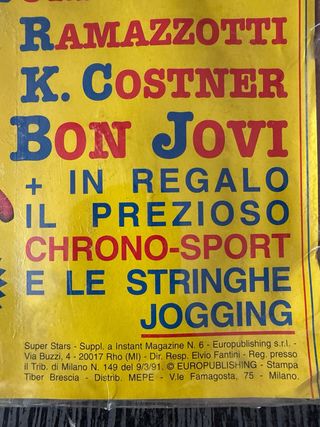 RAMAZZOTTI
K. COSTNER
BON JOVI
+ IN REGALO
IL PREZIOSO
CHRONO-SPORT
E LE STRINGHE
JOGGING
Super Stars - Suppl. a Instant Magazine N. 6 - Europublishing s.r.l. -
Via Buzzi, 4 - 20017 Rho (MI) - Dir. Resp. Elvio Fantini - Reg. presso
il Trib. di Milano N. 149 del 9/3/91. © EUROPUBLISHING - Stampa
Tiber Brescia - Distrib. MEPE - V.le Famagosta, 75 - Milano.